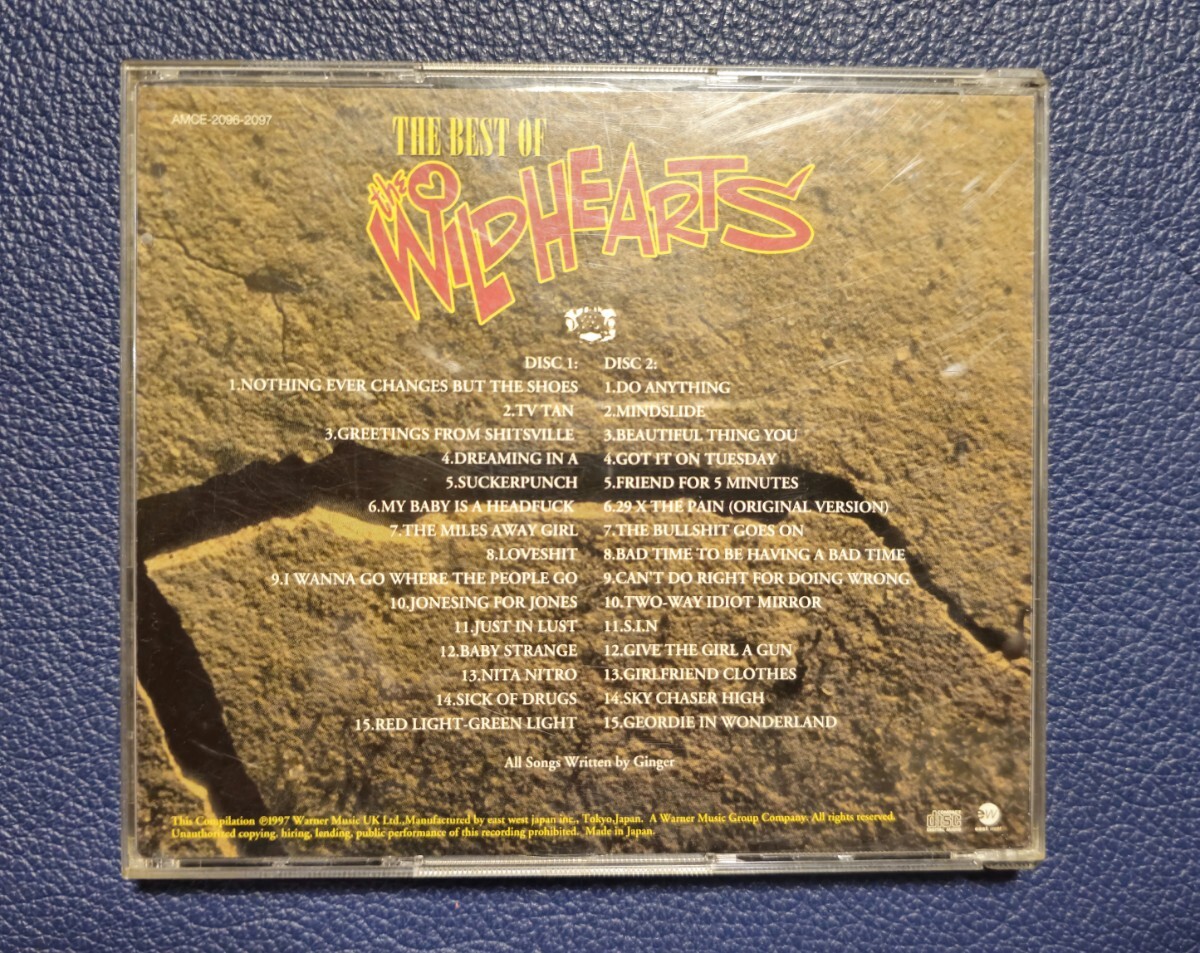 AMCE-2096-2097
THE BEST OF
the
WiLDHEARTS
DISC 1:
1.NOTHING EVER CHANGES BUT THE SHOES
2.TV TAN
3.GREETINGS FROM SHITSVILLE
4.DREAMING IN A
5.SUCKERPUNCH
6.MY BABY IS A HEADFUCK
7.THE MILES AWAY GIRL
8.LOVESHIT
9.I WANNA GO WHERE THE PEOPLE GO
10.JONESING FOR JONES
11.JUST IN LUST
12.BABY STRANGE
13.NITA NITRO
14.SICK OF DRUGS
15.RED LIGHT-GREEN LIGHT
DISC 2:
1.DO ANYTHING
2.MINDSLIDE
3.BEAUTIFUL THING YOU
4.GOT IT ON TUESDAY
5.FRIEND FOR 5 MINUTES
6.29 X THE PAIN (ORIGINAL VERSION)
7.THE BULLSHIT GOES ON
8.BAD TIME TO BE HAVING A BAD TIME
9.CAN'T DO RIGHT FOR DOING WRONG
10.TWO-WAY IDIOT MIRROR
11.S.I.N
12.GIVE THE GIRL A GUN
13.GIRLFRIEND CLOTHES
14.SKY CHASER HIGH
15.GEORDIE IN WONDERLAND
All Songs Written by Ginger
This Compilation ℗1997 Warner Music UK Ltd.,Manufactured by east west japan inc., Tokyo,Japan. A Warner Music Group Company. All rights reserved.
Unauthorized copying, hiring, lending, public performance of this recording prohibited. Made in Japan.
disc
DIGITAL AUDIO
ew